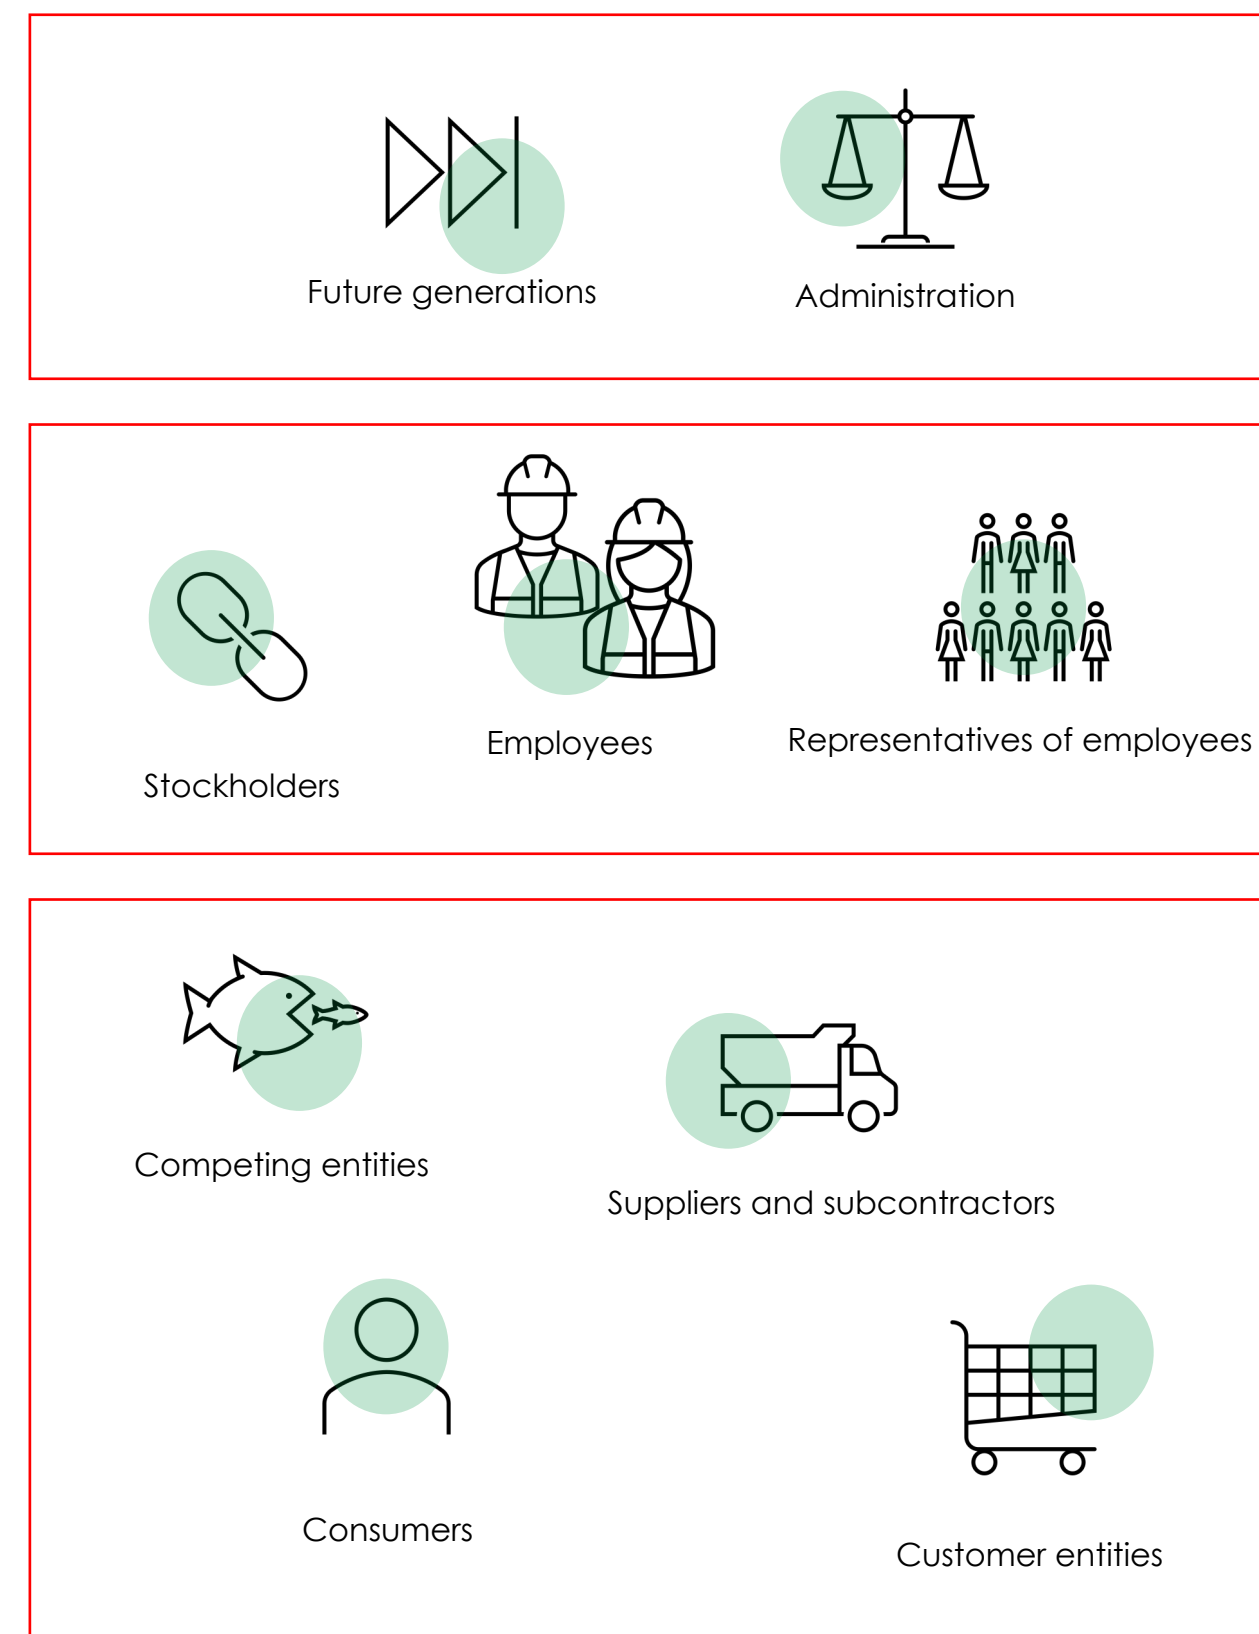 Future generations
Administration
Employees
Representatives of employees
Stockholders
Competing entities
Suppliers and subcontractors
Consumers
Customer entities